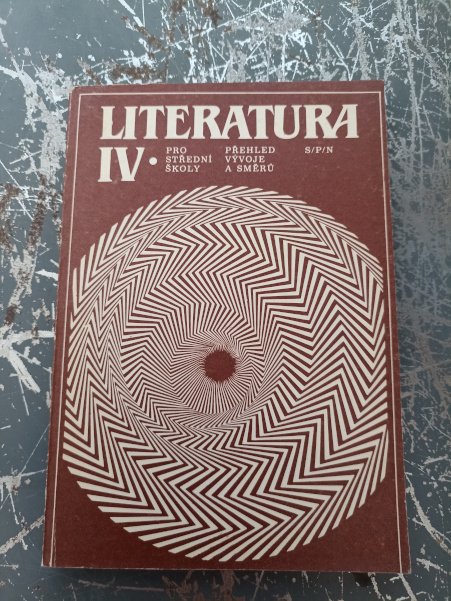 LITERATURA
IV • PRO STŘEDNÍ ŠKOLY
PŘEHLED VÝVOJE A SMĚRŮ
S/P/N